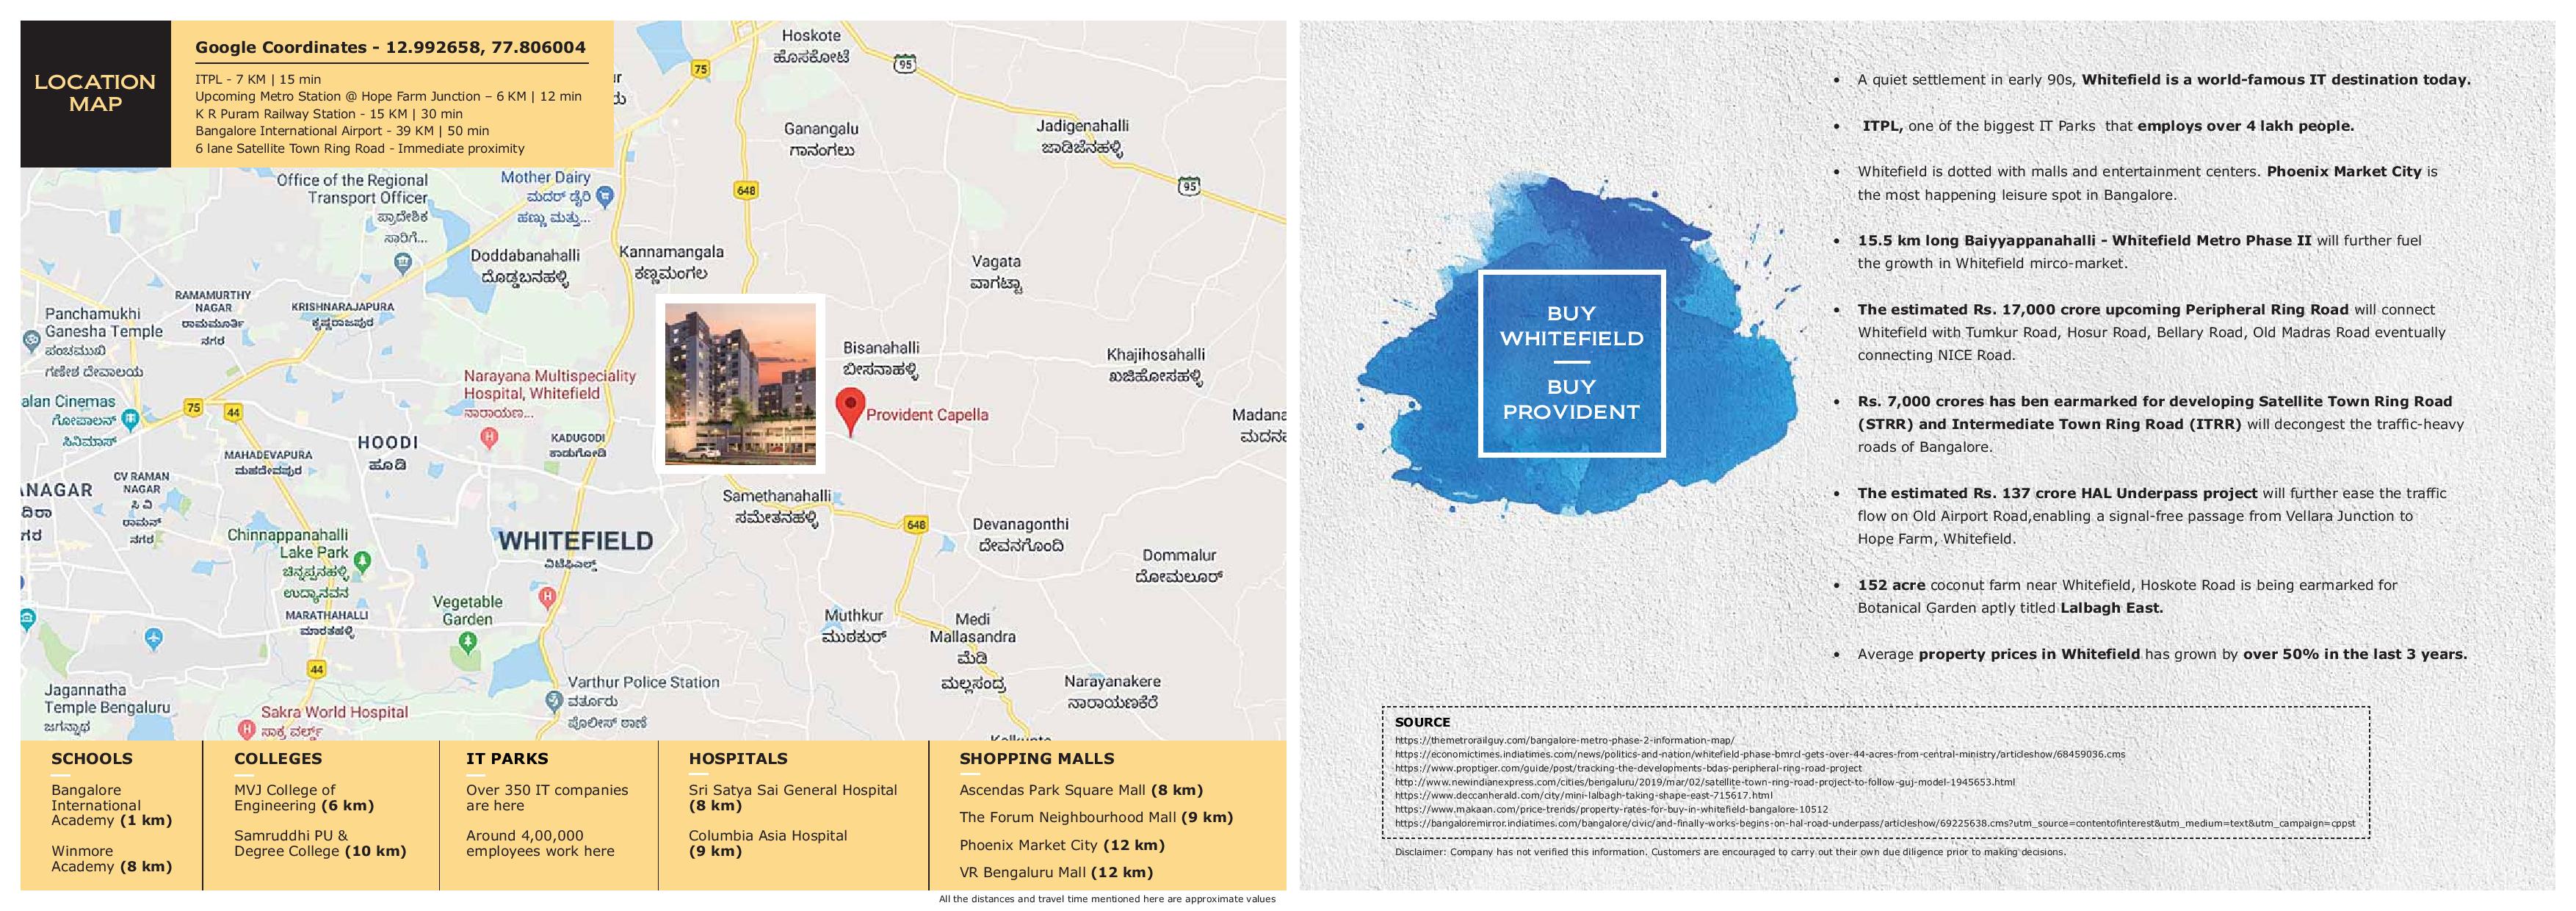 LOCATION
MAP
Google Coordinates - 12.992658, 77.806004
ITPL - 7 KM | 15 min
Upcoming Metro Station @ Hope Farm Junction – 6 KM | 12 min
K R Puram Railway Station - 15 KM | 30 min
Bangalore International Airport - 39 KM | 50 min
6 lane Satellite Town Ring Road - Immediate proximity
Hoskote
ಹೊಸಕೋಟೆ
75
95
Ganangalu
ಗಾನಂಗಲು
Jadigenahalli
ಜಾಡಿಜೆನಹಳ್ಳಿ
95
648
Office of the Regional
Transport Officer
ಪ್ರಾದೇಶಿಕ
ಸಾರಿಗೆ...
Mother Dairy
ಮದರ್ ಡೈರಿ
ಹಣ್ಣು ಮತ್ತು...
Doddabanahalli
ದೊಡ್ಡಬನಹಳ್ಳಿ
Kannamangala
ಕಣ್ಣಮಂಗಲ
Vagata
ವಾಗಟ್ಟಾ
RAMAMURTHY
NAGAR
ರಾಮಮೂರ್ತಿ
ನಗರ
KRISHNARAJAPURA
ಕೃಷ್ಣರಾಜಪುರ
Panchamukhi
Ganesha Temple
ಪಂಚಮುಖಿ
ಗಣೇಶ ದೇವಾಲಯ
Bisanahalli
ಬೀಸನಾಹಳ್ಳಿ
Khajihosahalli
ಖಜಿಹೋಸಹಳ್ಳಿ
Narayana Multispeciality
Hospital, Whitefield
ನಾರಾಯಣ...
alan Cinemas
ಗೋಪಾಲನ್
ಸಿನಿಮಾಸ್
75
44
Provident Capella
Madana
ಮದನ
HOODI
ಹೂಡಿ
KADUGODI
ಕಾಡುಗೋಡಿ
MAHADEVAPURA
ಮಹದೇವಪುರ
CV RAMAN
NAGAR
ಸಿ ವಿ
ರಾಮನ್
ನಗರ
NAGAR
Samethanahalli
ಸಮೇತನಹಳ್ಳಿ
648
Devanagonthi
ದೇವನಗೊಂದಿ
WHITEFIELD
ವಿಟಿಫೀಲ್ಡ್
Chinnappanahalli
Lake Park
ಚಿನ್ನಪ್ಪನಹಳ್ಳಿ
ಉದ್ಯಾನವನ
Dommalur
ದೋಮಲೂರ್
MARATHAHALLI
ಮಾರತಹಳ್ಳಿ
Vegetable
Garden
Muthkur
ಮುಠಕುರ್
Medi
Mallasandra
ಮೆಡಿ
ಮಲ್ಲಸಂದ್ರ
44
Jagannatha
Temple Bengaluru
ಜಗನ್ನಾಥ
Varthur Police Station
ವರ್ತೂರು
ಪೊಲೀಸ್ ಠಾಣೆ
Narayanakere
ನಾರಾಯಣಕೆರೆ
Sakra World Hospital
ಸಾಕ್ರ ವರ್ಲ್ಡ್
SCHOOLS
Bangalore
International
Academy (1 km)
Winmore
Academy (8 km)
COLLEGES
MVJ College of
Engineering (6 km)
Samruddhi PU &
Degree College (10 km)
IT PARKS
Over 350 IT companies
are here
Around 4,00,000
employees work here
HOSPITALS
Sri Satya Sai General Hospital
(8 km)
Columbia Asia Hospital
(9 km)
SHOPPING MALLS
Ascendas Park Square Mall (8 km)
The Forum Neighbourhood Mall (9 km)
Phoenix Market City (12 km)
VR Bengaluru Mall (12 km)
All the distances and travel time mentioned here are approximate values
BUY
WHITEFIELD
BUY
PROVIDENT
• A quiet settlement in early 90s, Whitefield is a world-famous IT destination today.
• ITPL, one of the biggest IT Parks that employs over 4 lakh people.
• Whitefield is dotted with malls and entertainment centers. Phoenix Market City is
the most happening leisure spot in Bangalore.
• 15.5 km long Baiyyappanahalli - Whitefield Metro Phase II will further fuel
the growth in Whitefield mirco-market.
• The estimated Rs. 17,000 crore upcoming Peripheral Ring Road will connect
Whitefield with Tumkur Road, Hosur Road, Bellary Road, Old Madras Road eventually
connecting NICE Road.
• Rs. 7,000 crores has ben earmarked for developing Satellite Town Ring Road
(STRR) and Intermediate Town Ring Road (ITRR) will decongest the traffic-heavy
roads of Bangalore.
• The estimated Rs. 137 crore HAL Underpass project will further ease the traffic
flow on Old Airport Road,enabling a signal-free passage from Vellara Junction to
Hope Farm, Whitefield.
• 152 acre coconut farm near Whitefield, Hoskote Road is being earmarked for
Botanical Garden aptly titled Lalbagh East.
• Average property prices in Whitefield has grown by over 50% in the last 3 years.
SOURCE
https://themetrorailguy.com/bangalore-metro-phase-2-information-map/
https://economictimes.indiatimes.com/news/politics-and-nation/whitefield-phase-bmrcl-gets-over-44-acres-from-central-ministry/articleshow/68459036.cms
https://www.proptiger.com/guide/post/tracking-the-developments-bdas-peripheral-ring-road-project
http://www.newindianexpress.com/cities/bengaluru/2019/mar/02/satellite-town-ring-road-project-to-follow-guj-model-1945653.html
https://www.deccanherald.com/city/mini-lalbagh-taking-shape-east-715617.html
https://www.makaan.com/price-trends/property-rates-for-buy-in-whitefield-bangalore-10512
https://bangaloremirror.indiatimes.com/bangalore/civic/and-finally-works-begins-on-hal-road-underpass/articleshow/69225638.cms?utm_source=contentofinterest&utm_medium=text&utm_campaign=cppst
Disclaimer: Company has not verified this information. Customers are encouraged to carry out their own due diligence prior to making decisions.